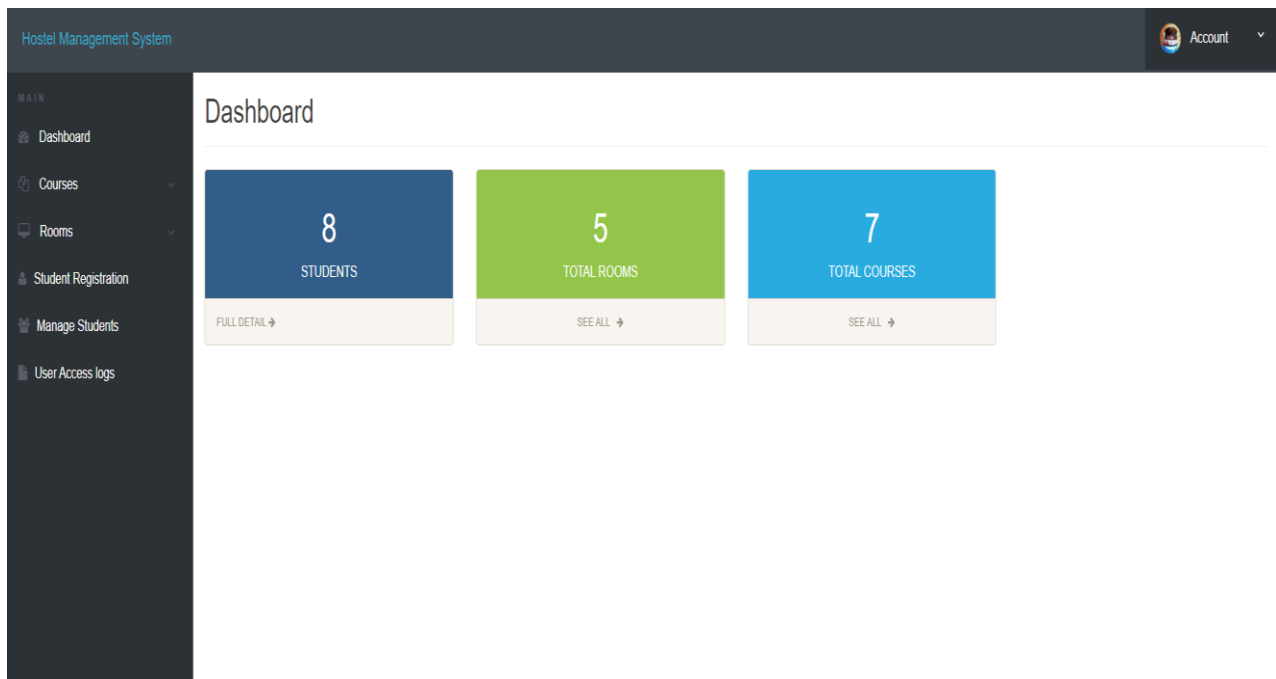 Hostel Management System
Account
MAIN
Dashboard
Courses
Rooms
Student Registration
Manage Students
User Access logs
Dashboard
8
STUDENTS
FULL DETAIL
5
TOTAL ROOMS
SEE ALL
7
TOTAL COURSES
SEE ALL